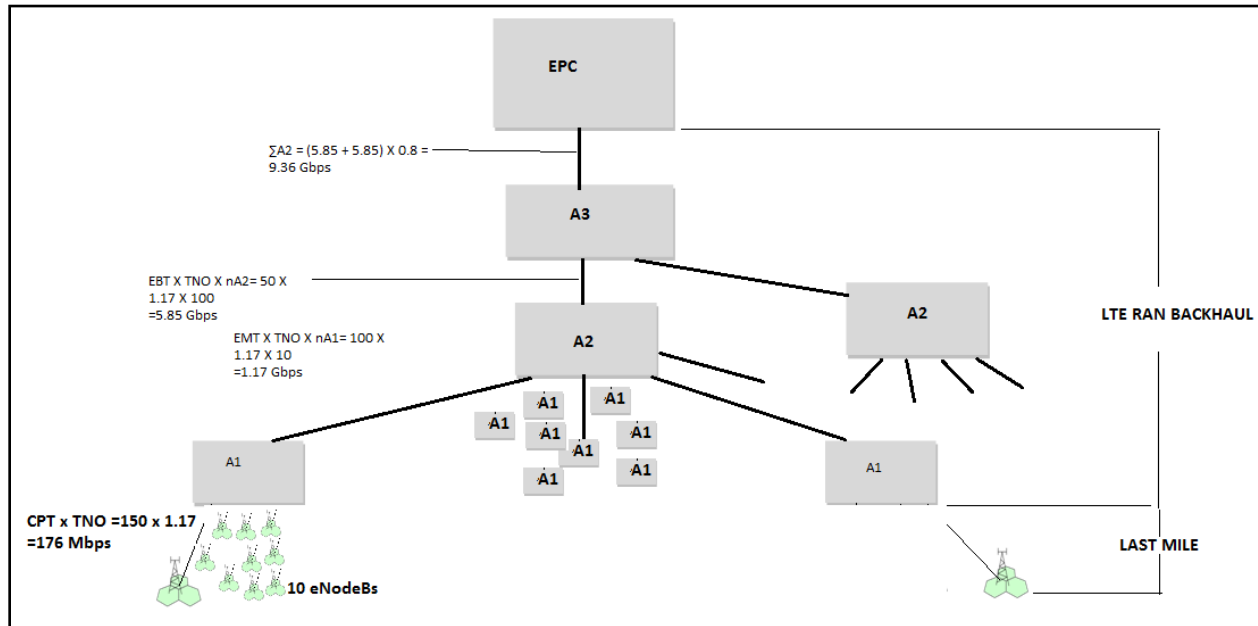 EPC
∑A2 = (5.85 + 5.85) X 0.8 =
9.36 Gbps
A3
EBT X TNO X nA2= 50 X
1.17 X 100
=5.85 Gbps
A2
LTE RAN BACKHAUL
EMT X TNO X nA1= 100 X
1.17 X 10
=1.17 Gbps
A2
A1
A1
A1
A1
A1
A1
A1
A1
A1
A1
CPT x TNO =150 x 1.17
=176 Mbps
LAST MILE
10 eNodeBs